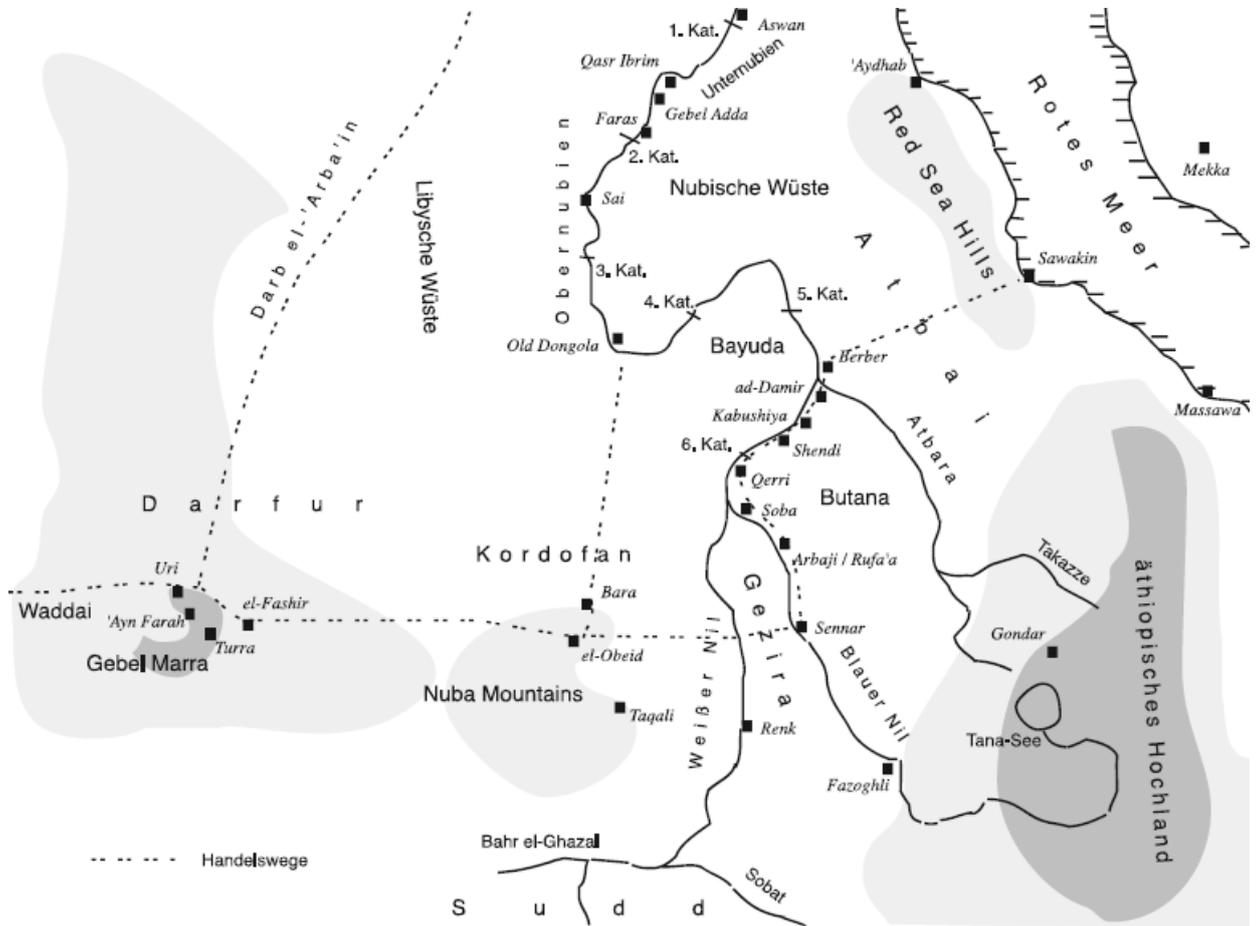 1. Kat.
Aswan
Qasr Ibrim
Unternubien
'Aydhab
Gebel Adda
Faras
2. Kat.
Rotes Meer
Mekka
Red Sea Hills
Darb el-'Arba'in
Libysche Wüste
Obernubien
Sai
Nubische Wüste
Atbai
Sawakin
3. Kat.
4. Kat.
5. Kat.
Old Dongola
Bayuda
Berber
ad-Damir
Massawa
Kabushiya
Atbara
6. Kat.
Shendi
Qerri
Butana
Darfur
Soba
Kordofan
Arbaji / Rufa'a
Takazze
äthiopisches Hochland
Uri
Waddai
el-Fashir
'Ayn Farah
Turra
Gebel Marra
Bara
el-Obeid
Gezira
Sennar
Gondar
Nuba Mountains
Taqali
Weißer Nil
Blauer Nil
Renk
Tana-See
Fazoghli
Bahr el-Ghazal
Handelswege
Sobat
Sudd